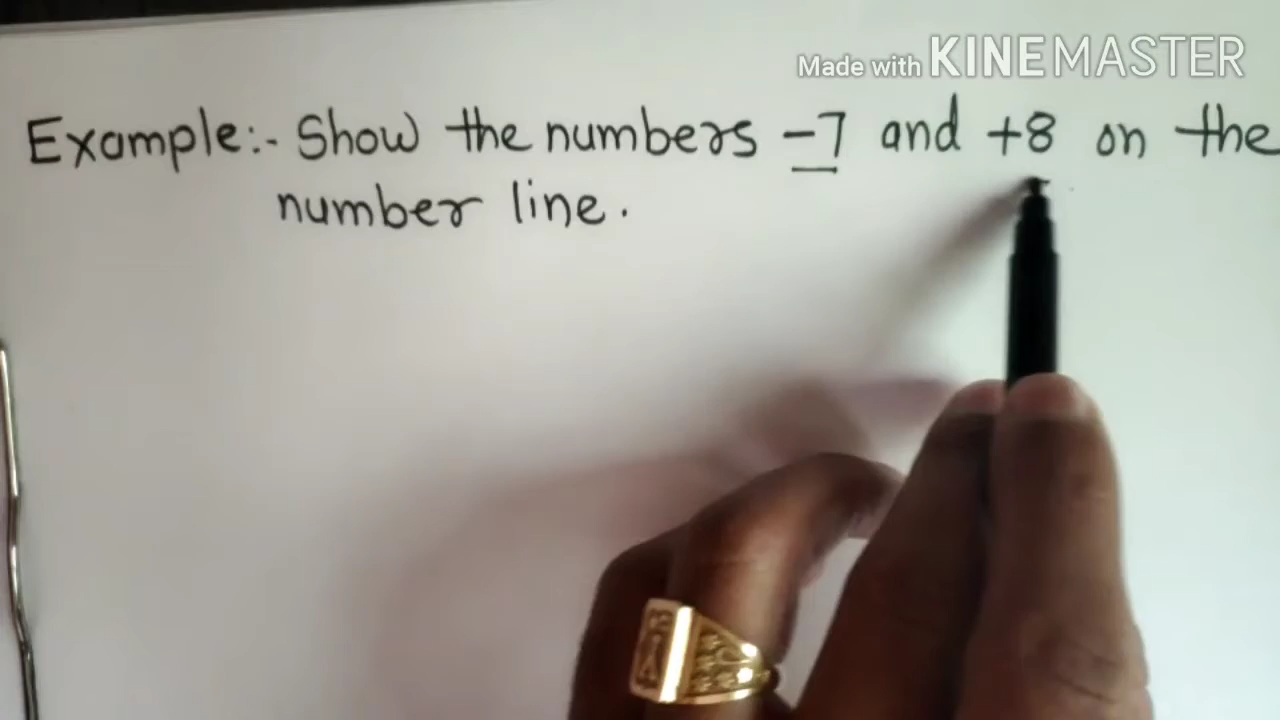 Made with KINEMASTER
Example:- Show the numbers -7 and +8 on the
number line.